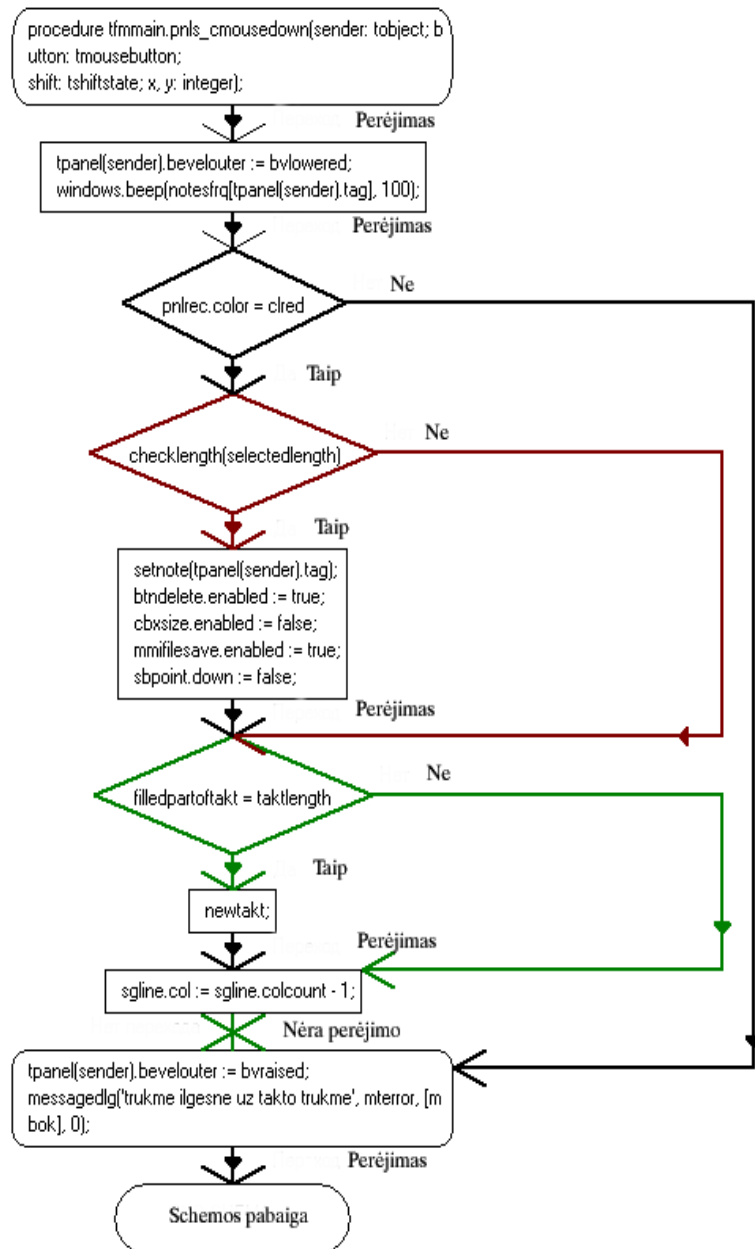 procedure tfmmain.pnls_cmousedown(sender: tobject; b
utton: tmousebutton;
shift: tshiftstate; x, y: integer);
Perėjimas
tpanel(sender).bevelouter := bvlowered;
windows.beep(notesfrq[tpanel(sender).tag], 100);
Perėjimas
pnlrec.color = clred
Ne
Taip
checklength(selectedlength)
Ne
Taip
setnote(tpanel(sender).tag);
btndelete.enabled := true;
cbxsize.enabled := false;
mmifilesave.enabled := true;
sbpoint.down := false;
Perėjimas
filledpartoftakt = taktlength
Ne
Taip
newtakt;
Perėjimas
sgline.col := sgline.colcount - 1;
Nėra perėjimo
tpanel(sender).bevelouter := bvraised;
messagedlg('trukme ilgesne uz takto trukme', mterror, [m
bok], 0);
Perėjimas
Schemos pabaiga